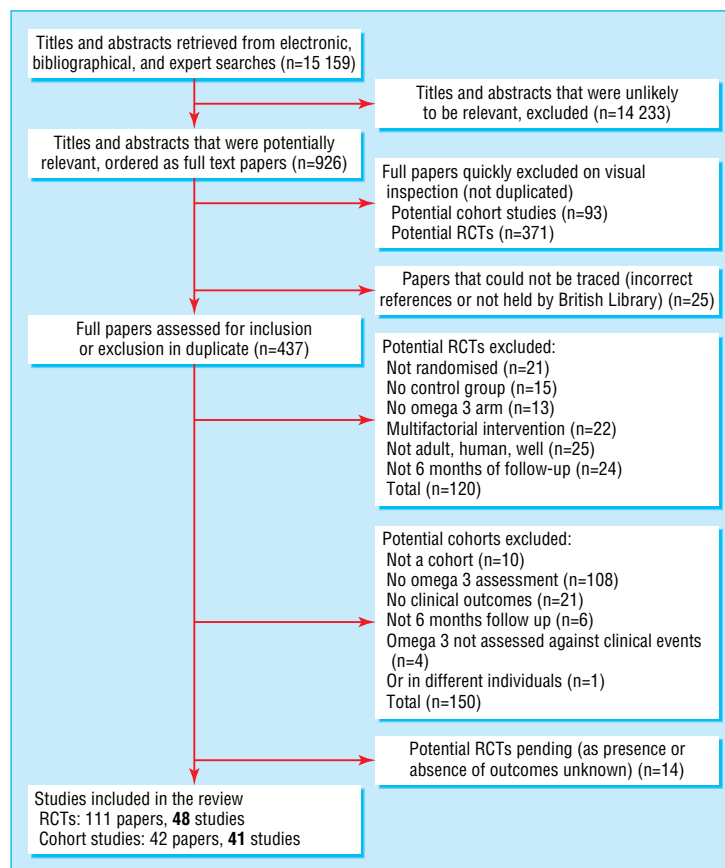 Titles and abstracts retrieved from electronic,
bibliographical, and expert searches (n=15 159)
Titles and abstracts that were unlikely
to be relevant, excluded (n=14 233)
Titles and abstracts that were potentially
relevant, ordered as full text papers (n=926)
Full papers quickly excluded on visual
inspection (not duplicated)
Potential cohort studies (n=93)
Potential RCTs (n=371)
Papers that could not be traced (incorrect
references or not held by British Library) (n=25)
Full papers assessed for inclusion
or exclusion in duplicate (n=437)
Potential RCTs excluded:
Not randomised (n=21)
No control group (n=15)
No omega 3 arm (n=13)
Multifactorial intervention (n=22)
Not adult, human, well (n=25)
Not 6 months of follow-up (n=24)
Total (n=120)
Potential cohorts excluded:
Not a cohort (n=10)
No omega 3 assessment (n=108)
No clinical outcomes (n=21)
Not 6 months follow up (n=6)
Omega 3 not assessed against clinical events
(n=4)
Or in different individuals (n=1)
Total (n=150)
Potential RCTs pending (as presence or
absence of outcomes unknown) (n=14)
Studies included in the review
RCTs: 111 papers, 48 studies
Cohort studies: 42 papers, 41 studies